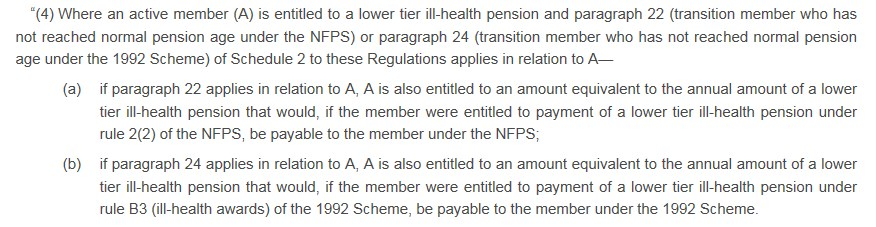 “(4) Where an active member (A) is entitled to a lower tier ill-health pension and paragraph 22 (transition member who has
not reached normal pension age under the NFPS) or paragraph 24 (transition member who has not reached normal pension
age under the 1992 Scheme) of Schedule 2 to these Regulations applies in relation to A—
(a) if paragraph 22 applies in relation to A, A is also entitled to an amount equivalent to the annual amount of a lower
tier ill-health pension that would, if the member were entitled to payment of a lower tier ill-health pension under
rule 2(2) of the NFPS, be payable to the member under the NFPS;
(b) if paragraph 24 applies in relation to A, A is also entitled to an amount equivalent to the annual amount of a lower
tier ill-health pension that would, if the member were entitled to payment of a lower tier ill-health pension under
rule B3 (ill-health awards) of the 1992 Scheme, be payable to the member under the 1992 Scheme.